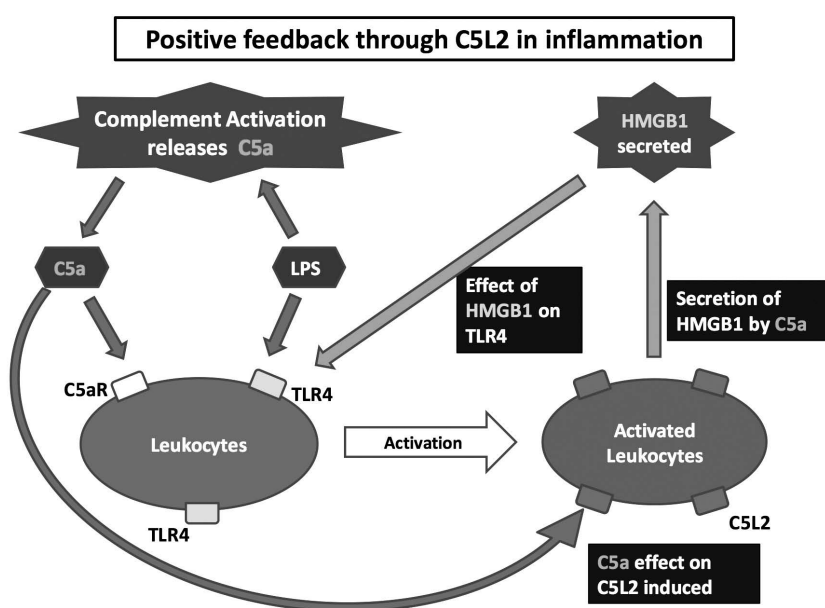 Positive feedback through C5L2 in inflammation
Complement Activation
releases C5a
HMGB1
secreted
C5a
LPS
Effect of
HMGB1 on
TLR4
Secretion of
HMGB1 by C5a
C5aR
TLR4
Leukocytes
Activation
Activated
Leukocytes
TLR4
C5L2
C5a effect on
C5L2 induced